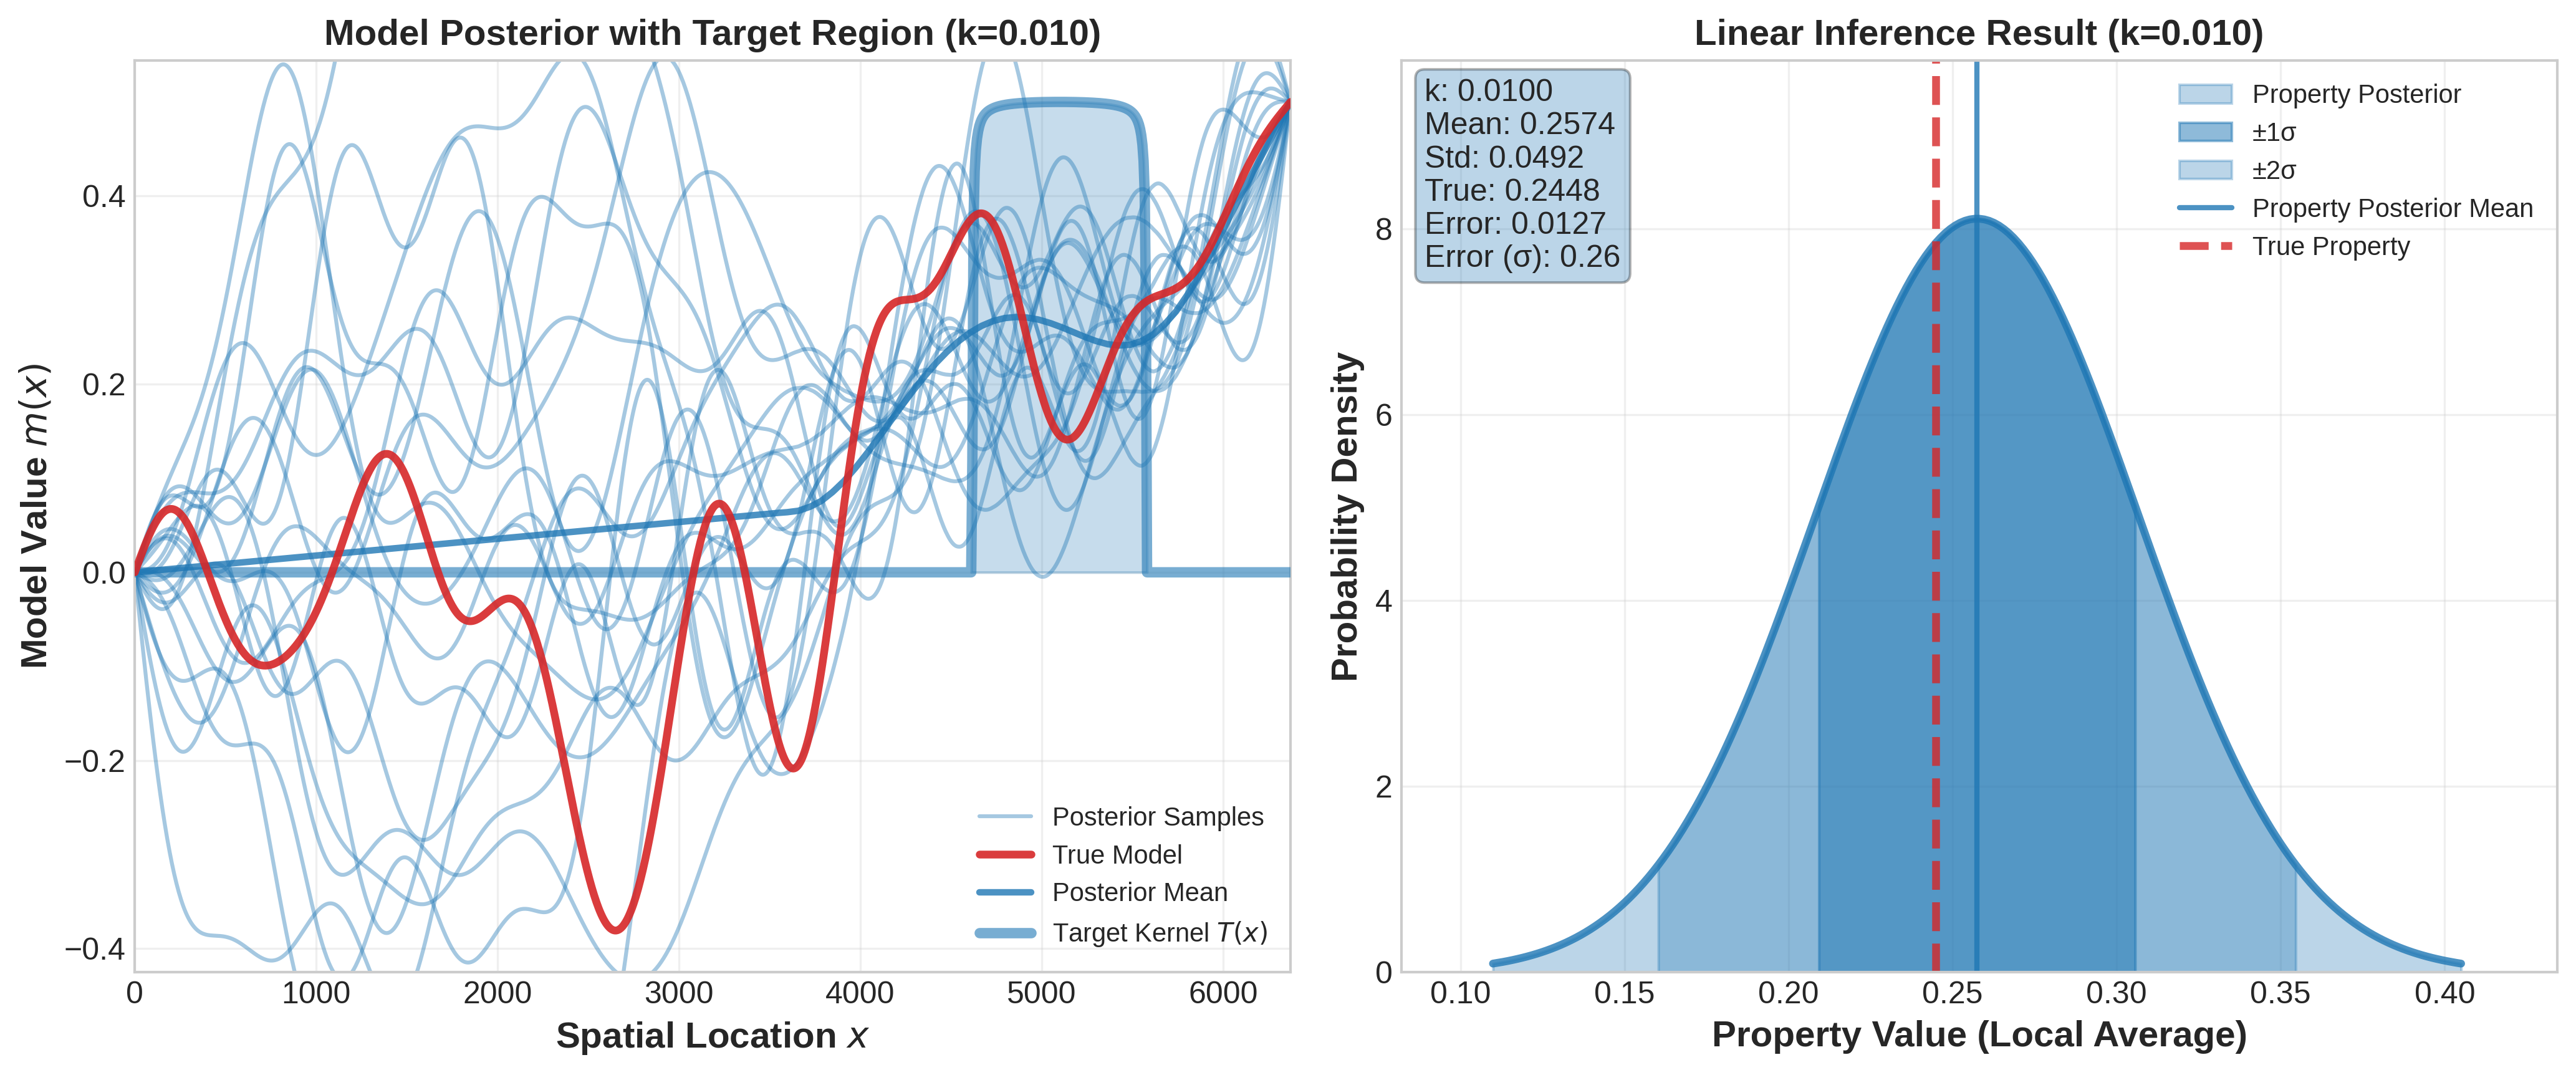 Model Posterior with Target Region (k=0.010)
Model Value m(x)
0.4
0.2
0.0
−0.2
−0.4
0
1000
2000
3000
4000
5000
6000
Spatial Location x
Posterior Samples
True Model
Posterior Mean
Target Kernel T(x)
Linear Inference Result (k=0.010)
Probability Density
8
6
4
2
0
0.10
0.15
0.20
0.25
0.30
0.35
0.40
Property Value (Local Average)
k: 0.0100
Mean: 0.2574
Std: 0.0492
True: 0.2448
Error: 0.0127
Error (σ): 0.26
Property Posterior
±1σ
±2σ
Property Posterior Mean
True Property